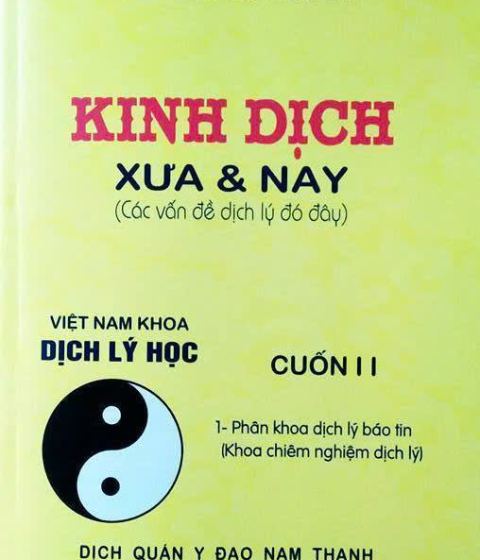 KINH DỊCH
XƯA & NAY
(Các vấn đề dịch lý đó đây)
VIỆT NAM KHOA
DỊCH LÝ HỌC
CUỐN I I
1- Phân khoa dịch lý báo tin
(Khoa chiêm nghiệm dịch lý)
DỊCH QUÁN Y ĐẠO NAM THANH